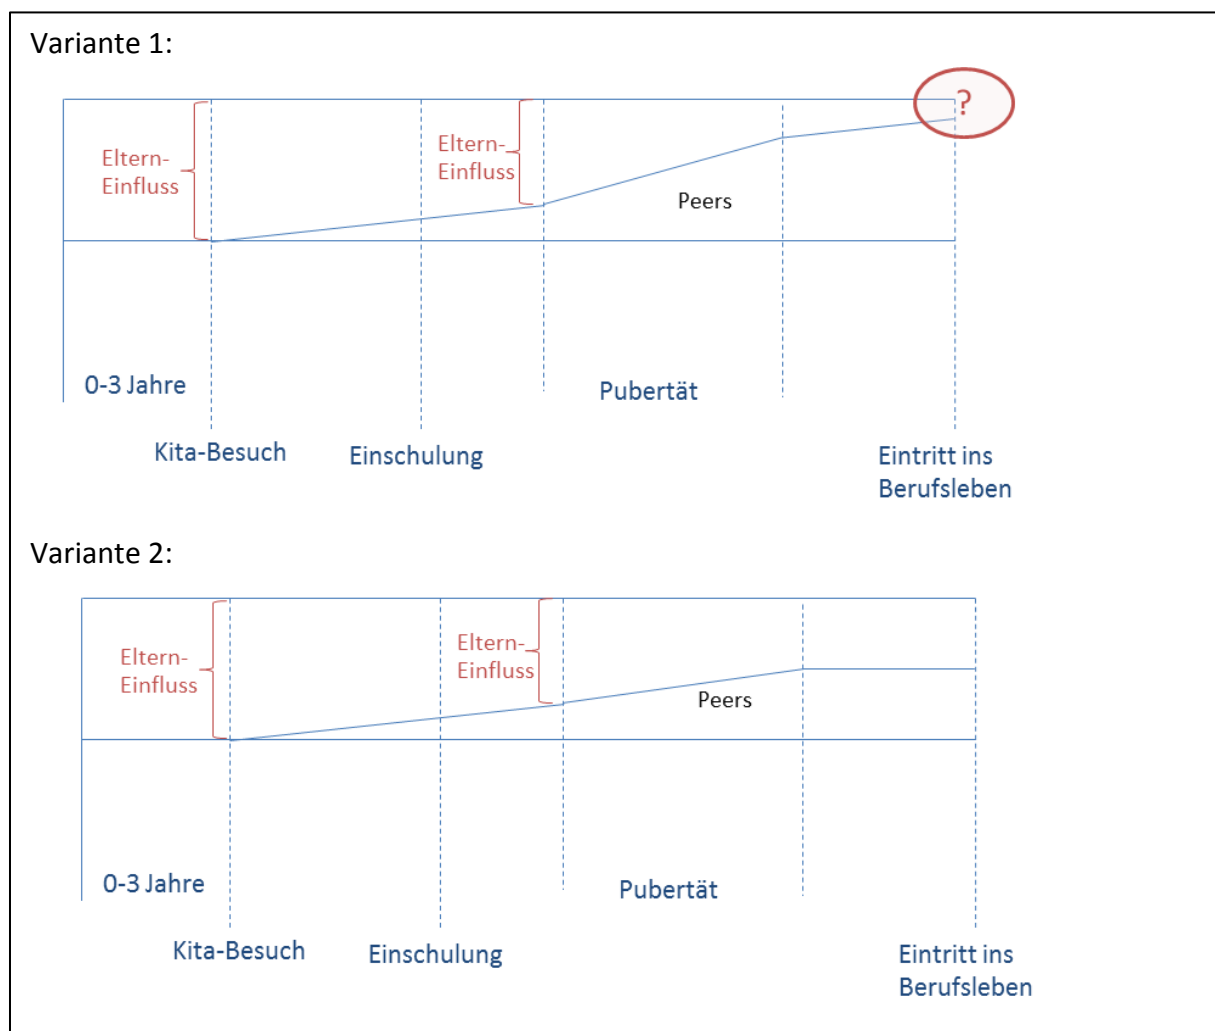 Variante 1:
?
Eltern-
Einfluss
Eltern-
Einfluss
Peers
0-3 Jahre
Pubertät
Kita-Besuch
Einschulung
Eintritt ins
Berufsleben
Variante 2:
Eltern-
Einfluss
Eltern-
Einfluss
Peers
0-3 Jahre
Pubertät
Kita-Besuch
Einschulung
Eintritt ins
Berufsleben